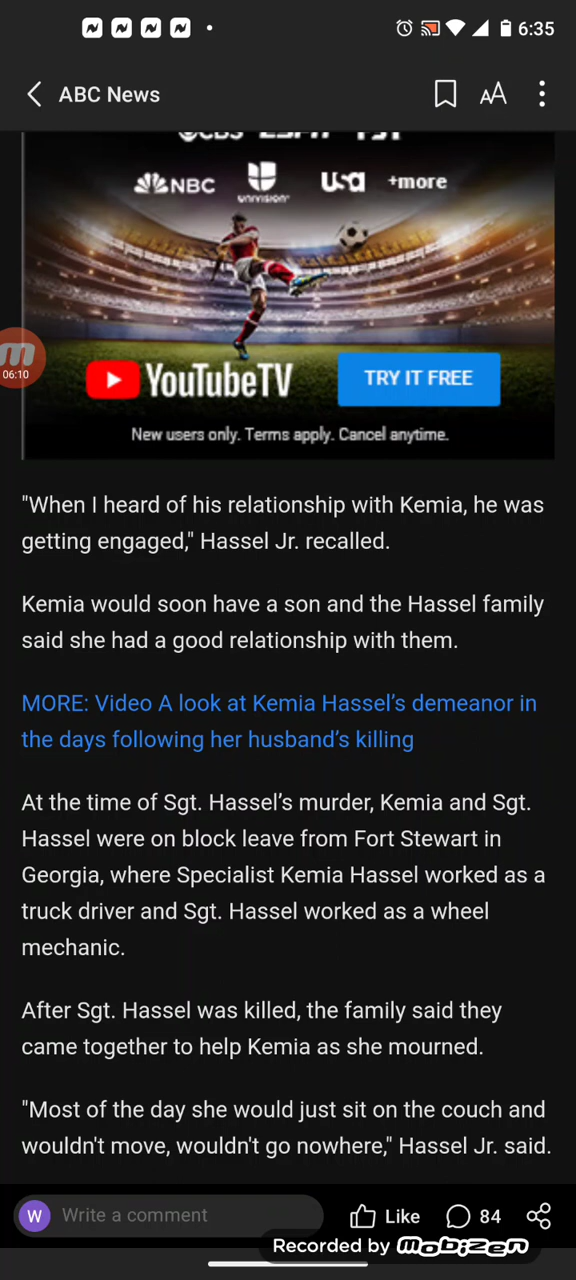 6:35
ABC News
CBS ESPN
NBC univision USA +more
06:10
YouTubeTV TRY IT FREE
New users only. Terms apply. Cancel anytime.
"When I heard of his relationship with Kemia, he was
getting engaged," Hassel Jr. recalled.
Kemia would soon have a son and the Hassel family
said she had a good relationship with them.
MORE: Video A look at Kemia Hassel’s demeanor in
the days following her husband’s killing
At the time of Sgt. Hassel’s murder, Kemia and Sgt.
Hassel were on block leave from Fort Stewart in
Georgia, where Specialist Kemia Hassel worked as a
truck driver and Sgt. Hassel worked as a wheel
mechanic.
After Sgt. Hassel was killed, the family said they
came together to help Kemia as she mourned.
"Most of the day she would just sit on the couch and
wouldn't move, wouldn't go nowhere," Hassel Jr. said.
W Write a comment Like 84
Recorded by mobizen